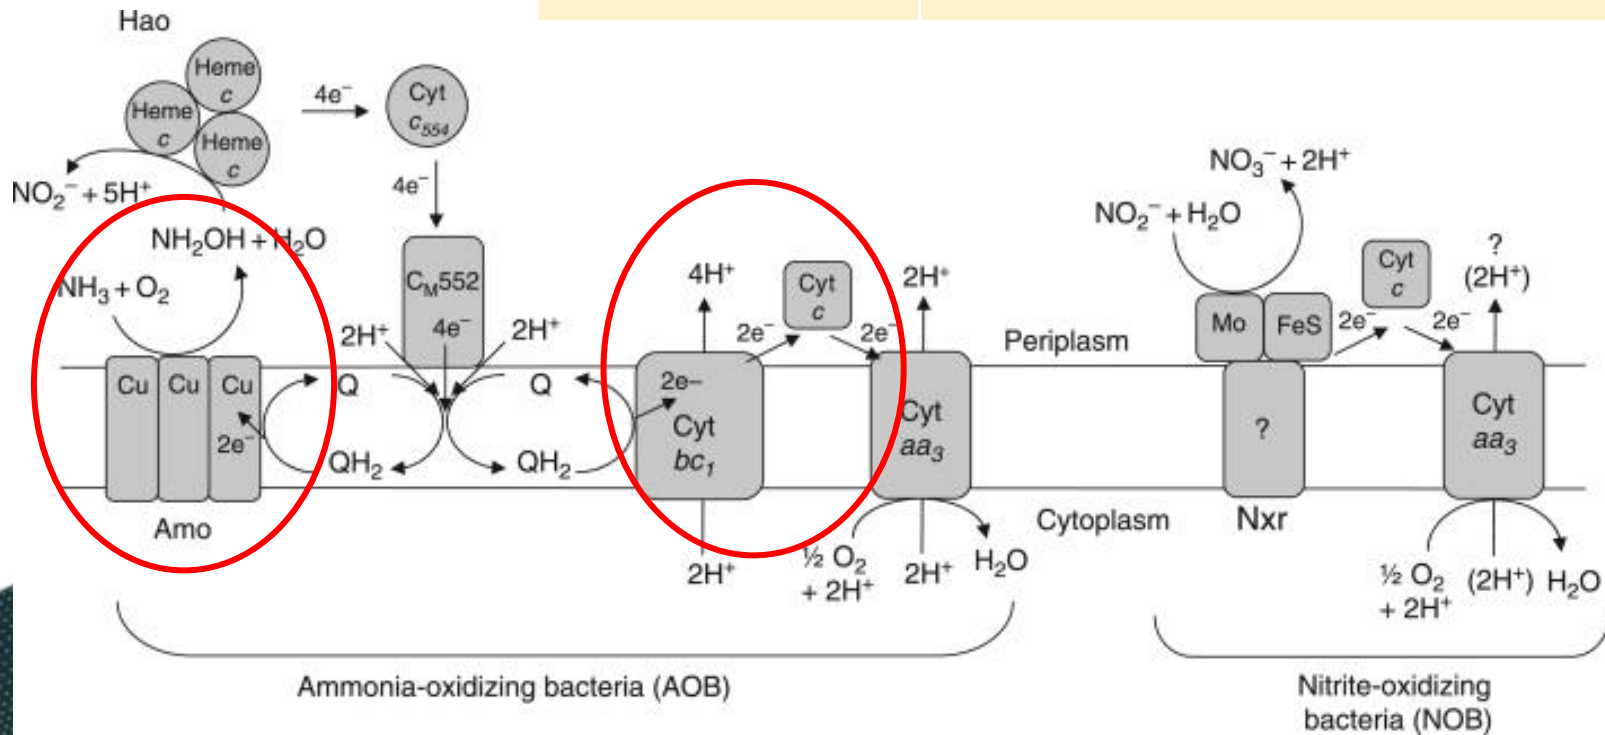 Hao
Heme
c
Heme
c
Heme
c
4e⁻
Cyt
c₅₅₄
4e⁻
NO₂⁻ + 5H⁺
NH₂OH + H₂O
NH₃ + O₂
Cu
Cu
Cu
2e⁻
Amo
Q
QH₂
2H⁺
C_M552
4e⁻
2H⁺
Q
QH₂
4H⁺
2e–
Cyt
bc₁
2H⁺
2e⁻
Cyt
c
2e⁻
2H⁺
Cyt
aa₃
½ O₂
+ 2H⁺
2H⁺
H₂O
Periplasm
Cytoplasm
NO₃⁻ + 2H⁺
NO₂⁻ + H₂O
Mo
FeS
?
Nxr
2e⁻
Cyt
c
2e⁻
?
(2H⁺)
Cyt
aa₃
½ O₂
+ 2H⁺
(2H⁺)
H₂O
Ammonia-oxidizing bacteria (AOB)
Nitrite-oxidizing
bacteria (NOB)